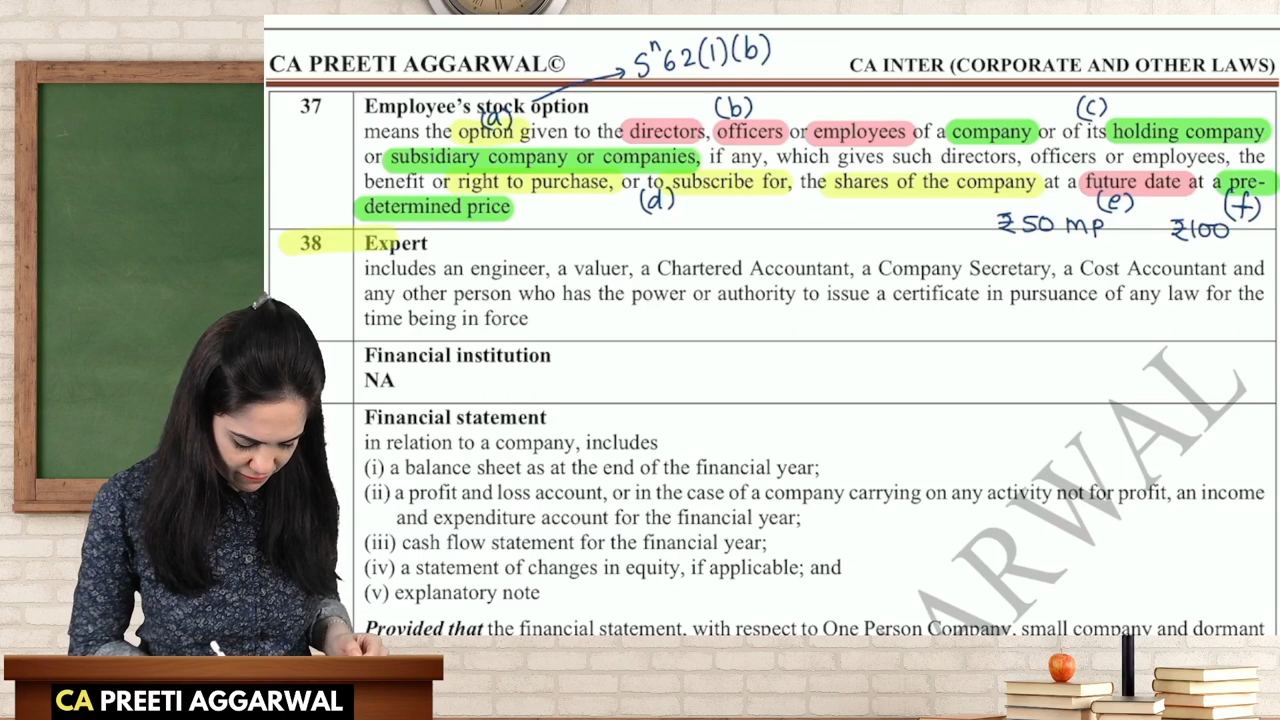 CA PREETI AGGARWAL©
Sⁿ 62(1)(b)
CA INTER (CORPORATE AND OTHER LAWS)
37
Employee's stock option
(a)
(b)
(c)
means the option given to the directors, officers or employees of a company or of its holding company
or subsidiary company or companies, if any, which gives such directors, officers or employees, the
benefit or right to purchase, or to subscribe for, the shares of the company at a future date at a pre-
determined price
(d)
(e)
(f)
₹50 MP
₹100
38
Expert
includes an engineer, a valuer, a Chartered Accountant, a Company Secretary, a Cost Accountant and
any other person who has the power or authority to issue a certificate in pursuance of any law for the
time being in force
Financial institution
NA
Financial statement
in relation to a company, includes
(i) a balance sheet as at the end of the financial year;
(ii) a profit and loss account, or in the case of a company carrying on any activity not for profit, an income
and expenditure account for the financial year;
(iii) cash flow statement for the financial year;
(iv) a statement of changes in equity, if applicable; and
(v) explanatory note
Provided that the financial statement, with respect to One Person Company, small company and dormant
ARWAL
CA PREETI AGGARWAL